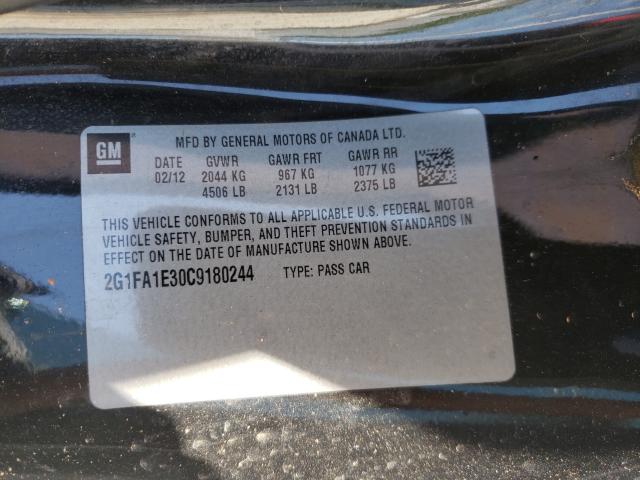 MFD BY GENERAL MOTORS OF CANADA LTD.
GM
DATE GVWR GAWR FRT GAWR RR
02/12 2044 KG 967 KG 1077 KG
4506 LB 2131 LB 2375 LB
THIS VEHICLE CONFORMS TO ALL APPLICABLE U.S. FEDERAL MOTOR
VEHICLE SAFETY, BUMPER, AND THEFT PREVENTION STANDARDS IN
EFFECT ON THE DATE OF MANUFACTURE SHOWN ABOVE.
2G1FA1E30C9180244 TYPE: PASS CAR